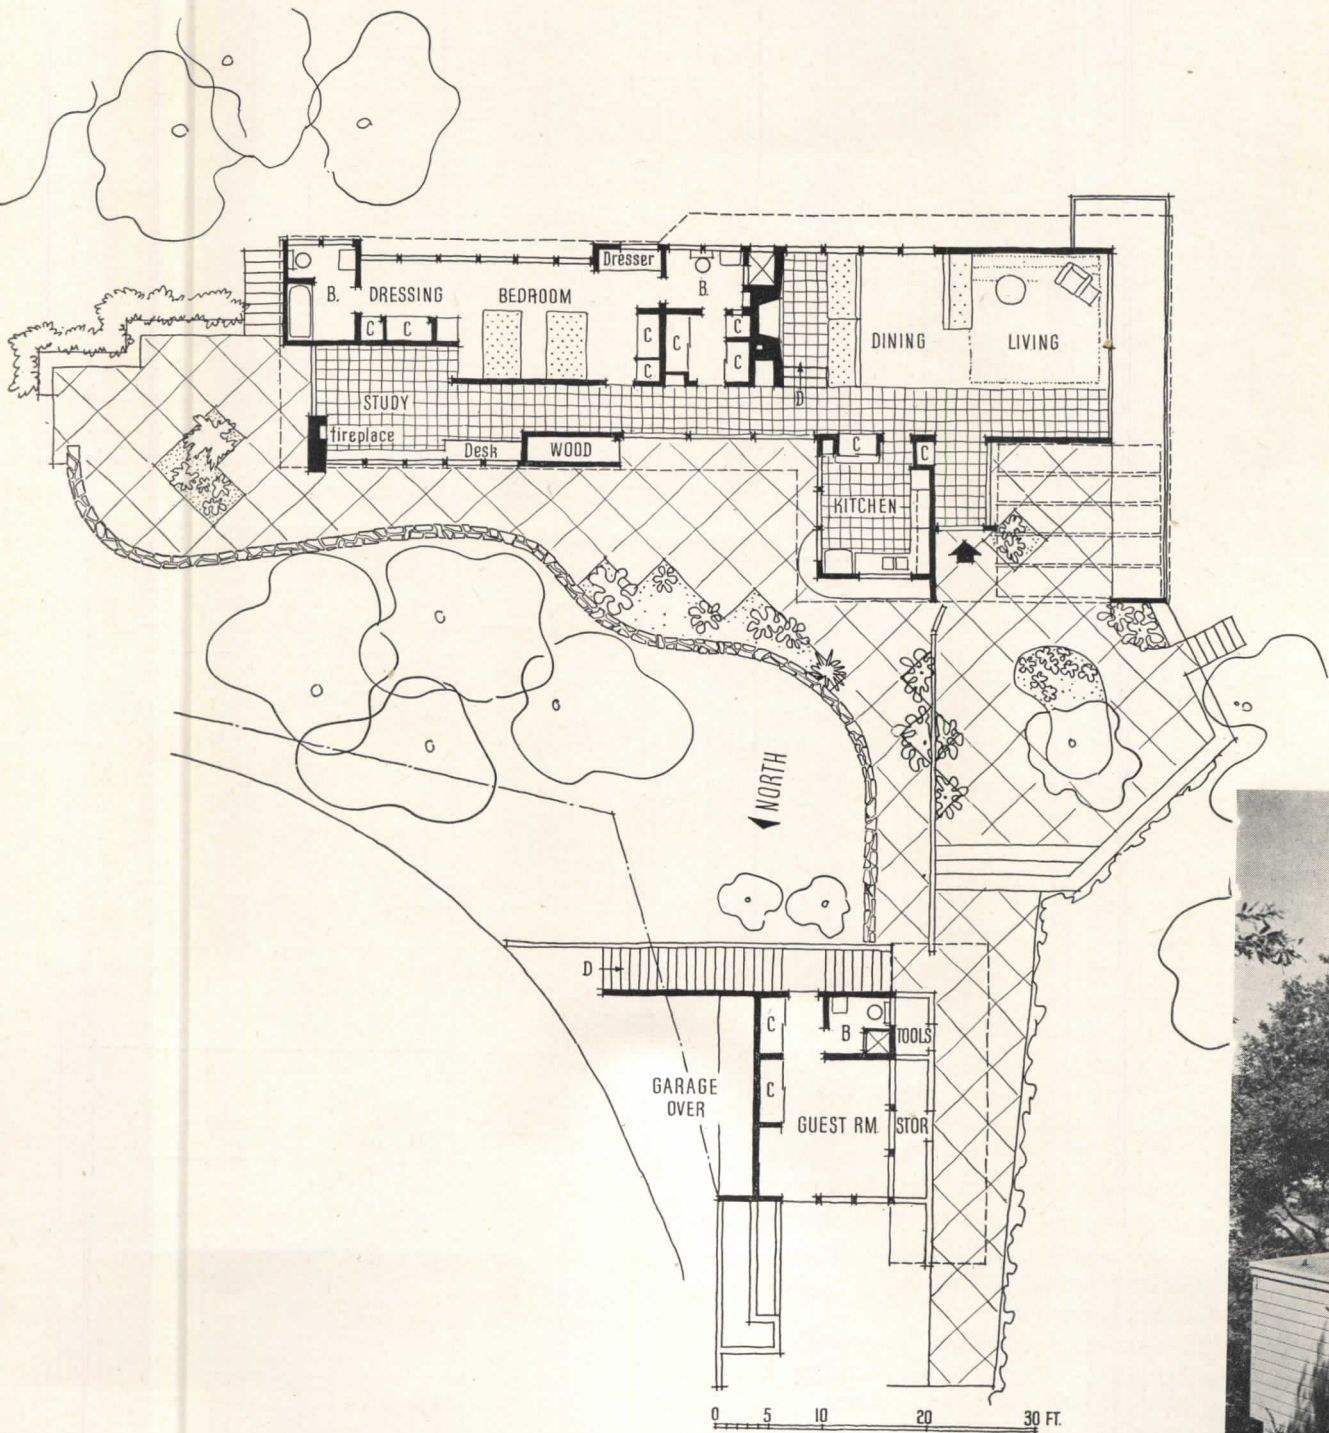 Dresser
B.
DRESSING
BEDROOM
B.
C
C
C
C
C
C
C
DINING
LIVING
D
STUDY
fireplace
Desk
WOOD
C
C
KITCHEN
NORTH
D
C
B
TOOLS
GARAGE
OVER
C
GUEST RM.
STOR
0 5 10 20 30 FT.